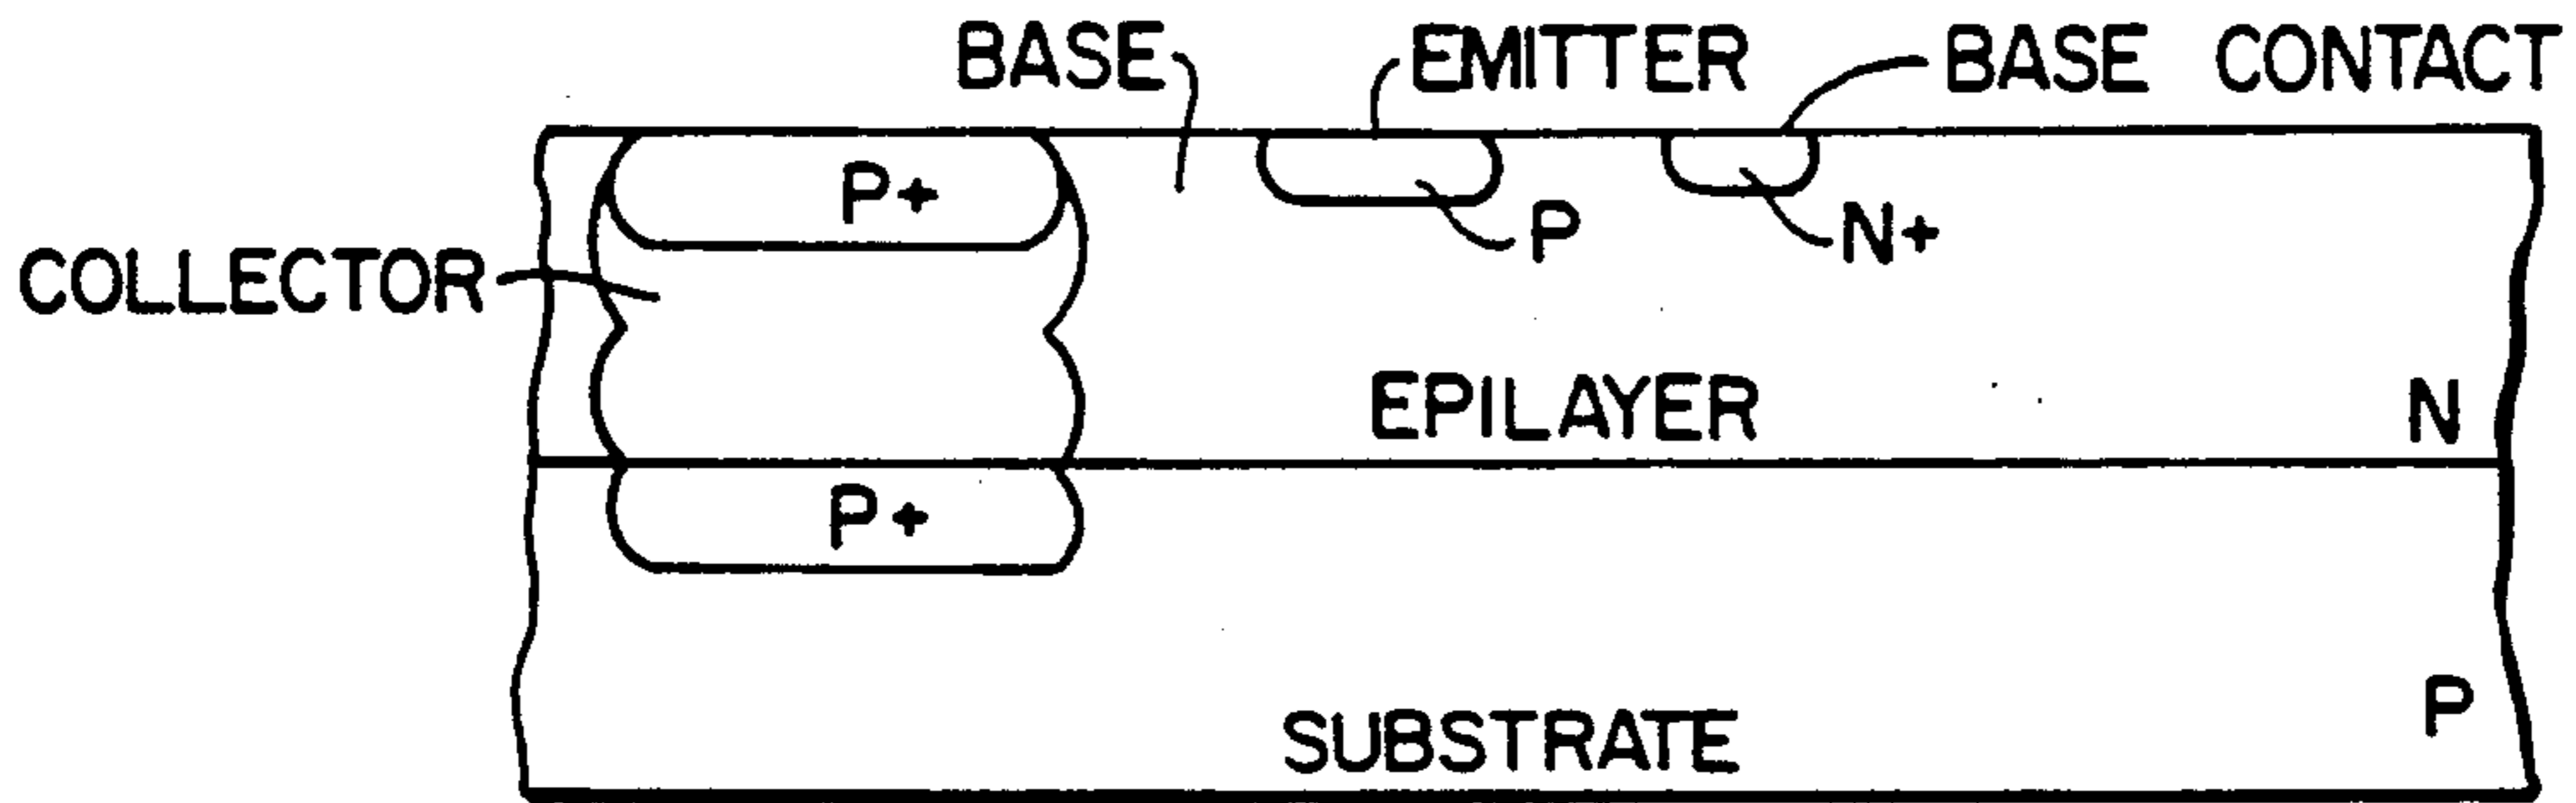 BASE EMITTER BASE CONTACT
P+
P N+
COLLECTOR
EPILAYER N
P+
SUBSTRATE P